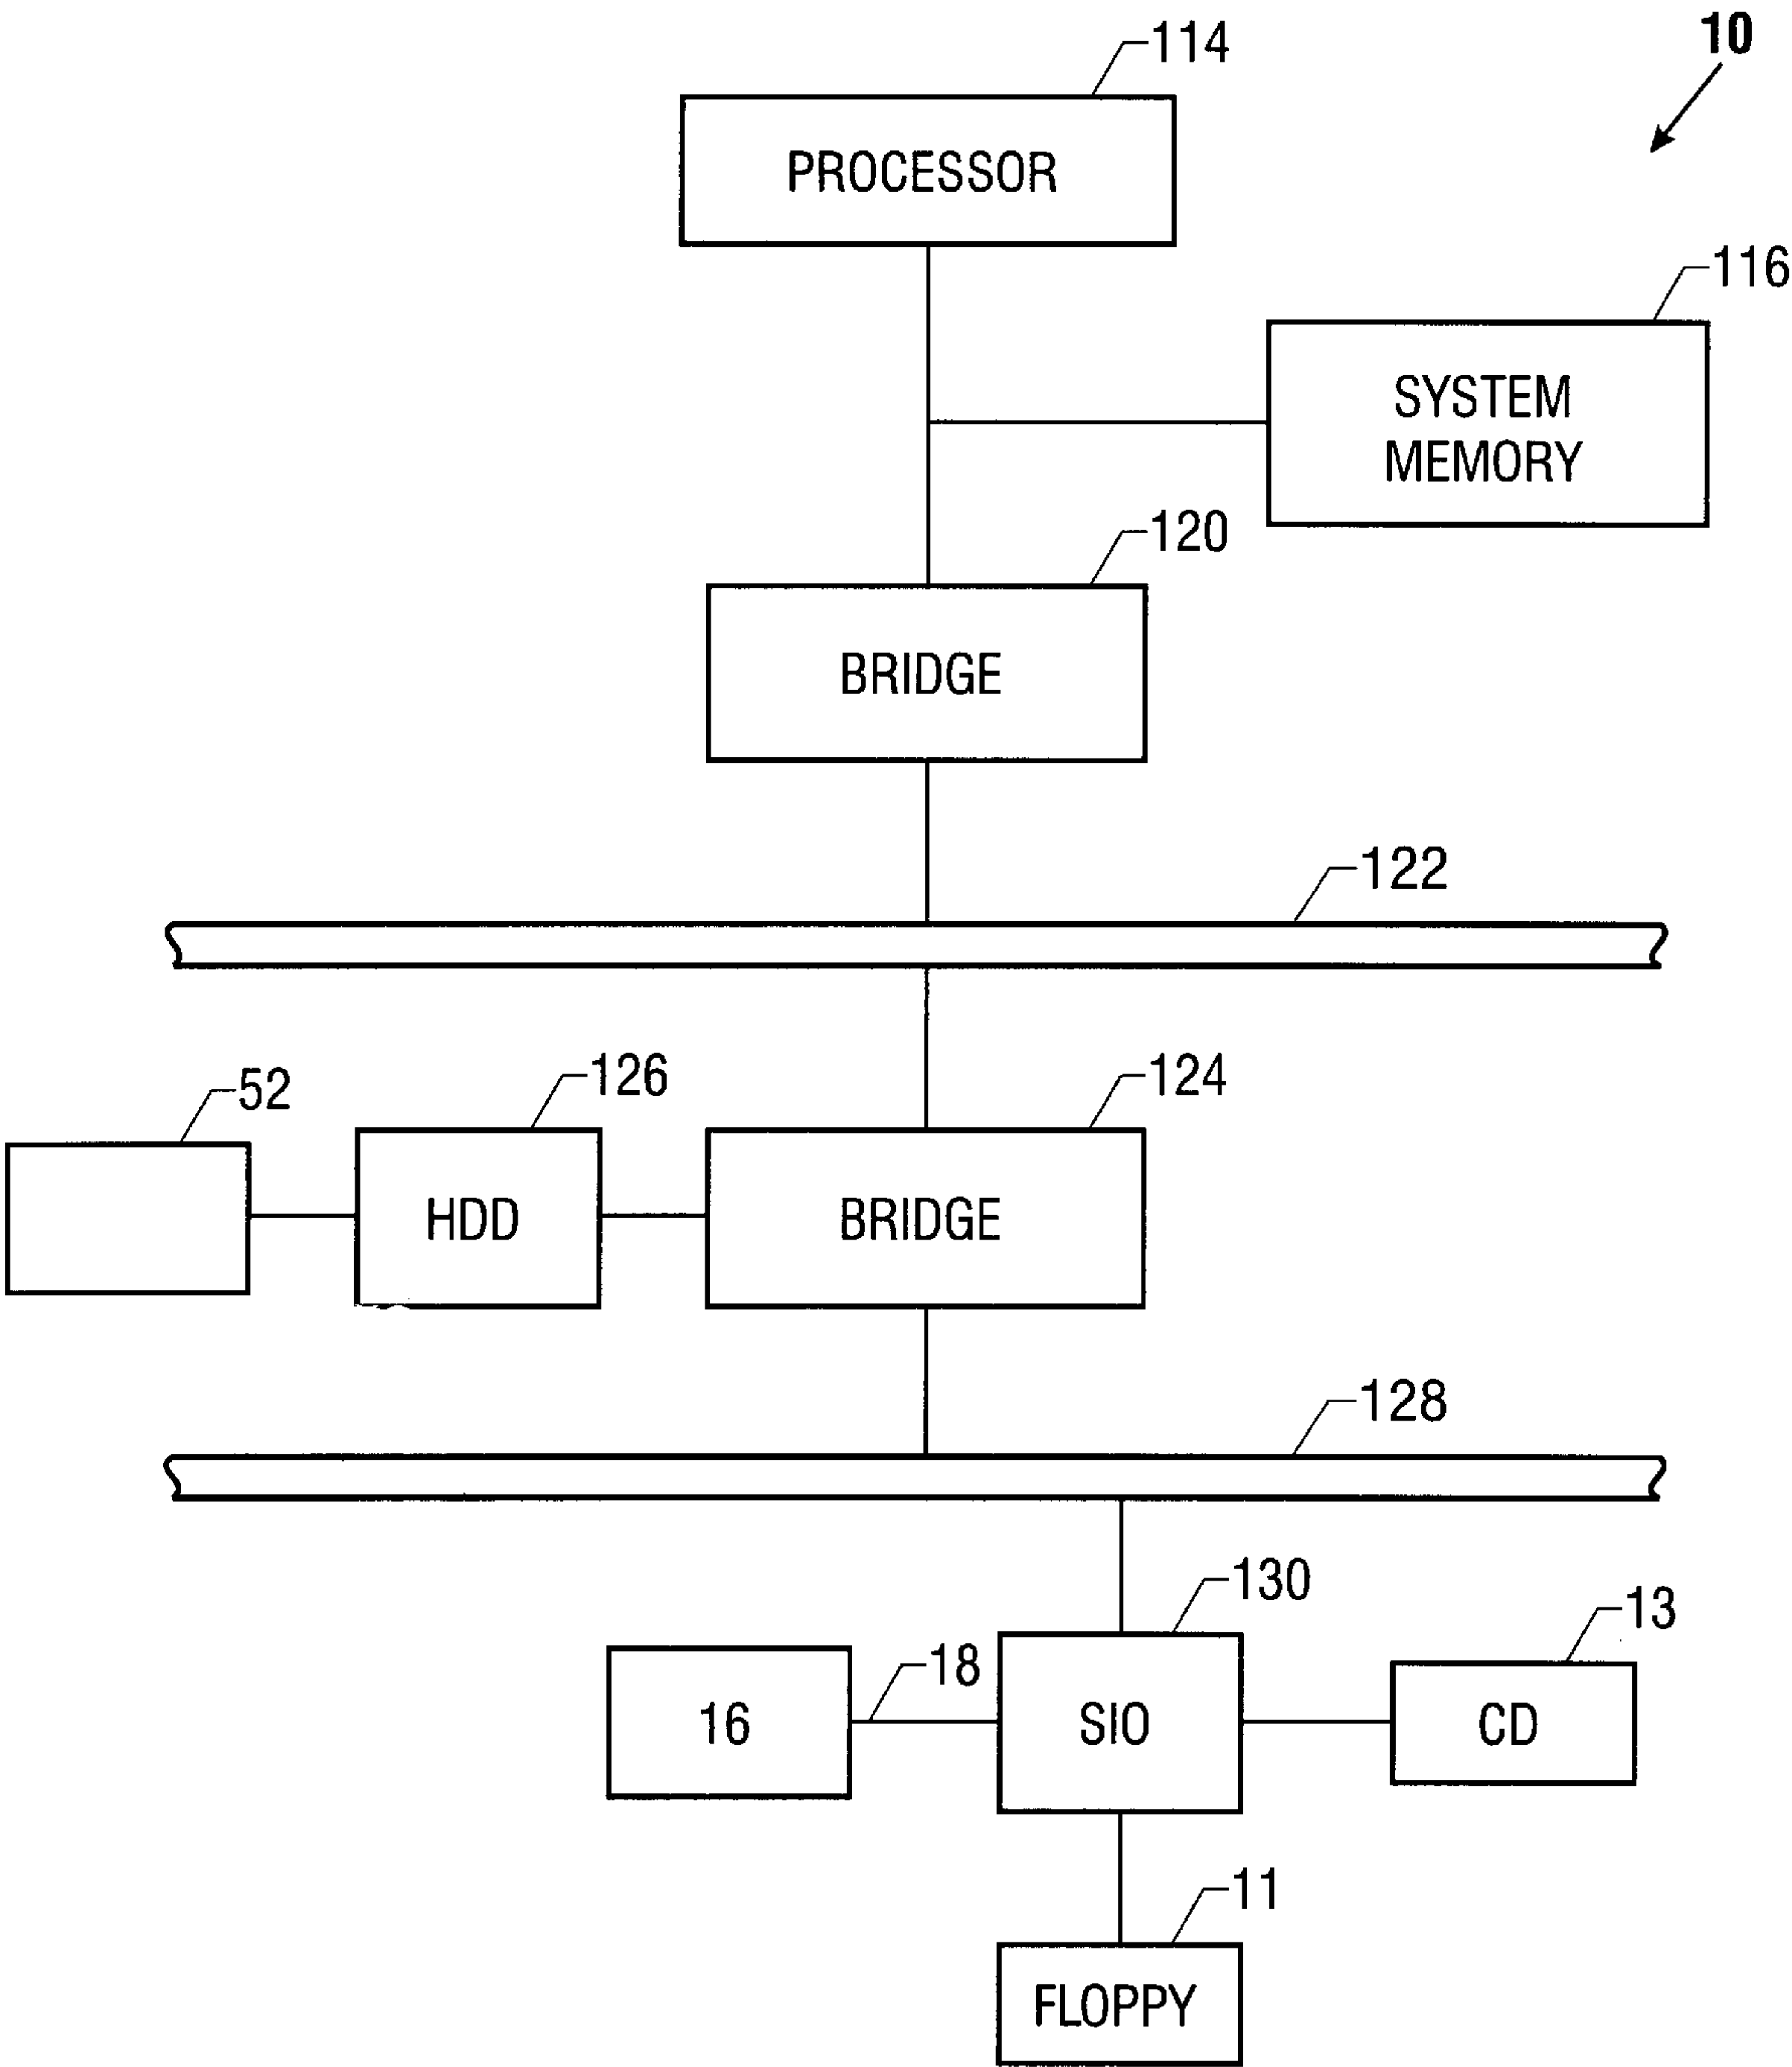 10
114
PROCESSOR
116
SYSTEM
MEMORY
120
BRIDGE
122
52
126
124
HDD
BRIDGE
128
130
13
18
16
SIO
CD
11
FLOPPY